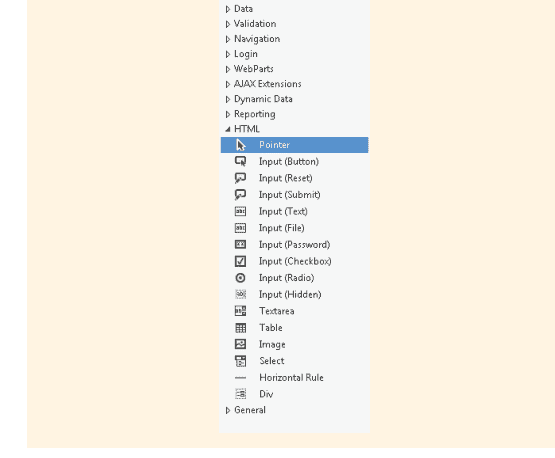 Data
Validation
Navigation
Login
WebParts
AJAX Extensions
Dynamic Data
Reporting
HTML
Pointer
Input (Button)
Input (Reset)
Input (Submit)
Input (Text)
Input (File)
Input (Password)
Input (Checkbox)
Input (Radio)
Input (Hidden)
Textarea
Table
Image
Select
Horizontal Rule
Div
General